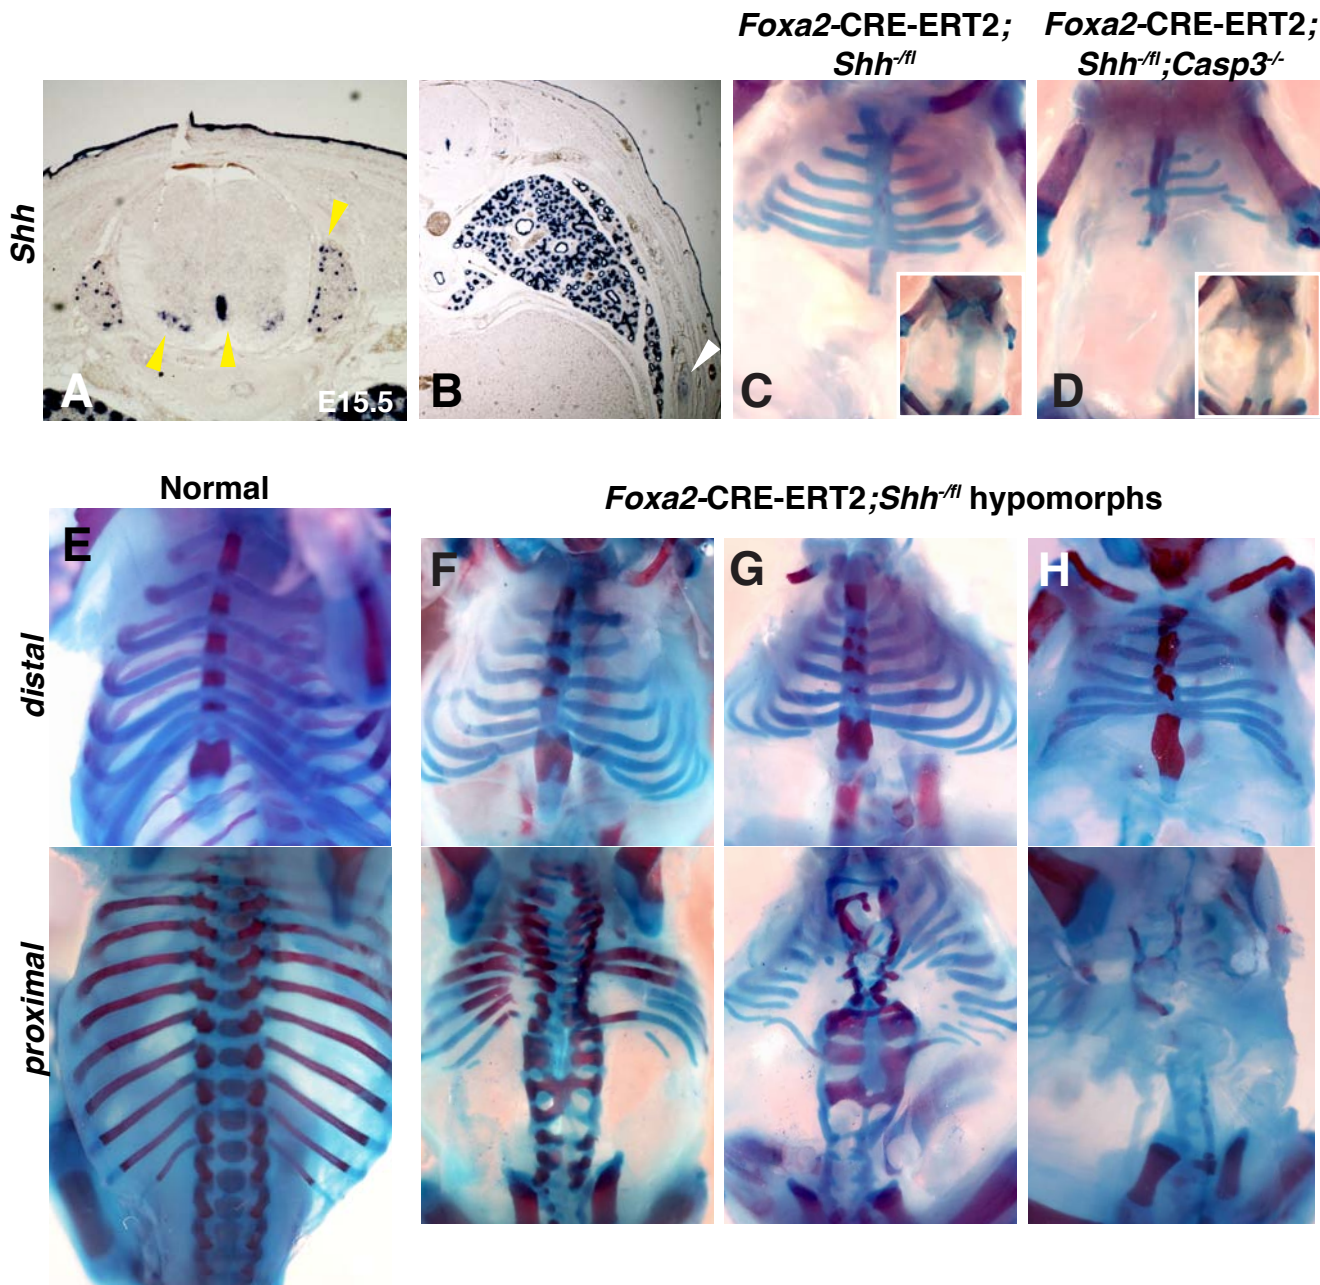 Foxa2-CRE-ERT2;
Shh-/fl
Foxa2-CRE-ERT2;
Shh-/fl;Casp3-/-
Shh
A
E15.5
B
C
D
Normal
Foxa2-CRE-ERT2;Shh-/fl hypomorphs
distal
E
F
G
H
proximal